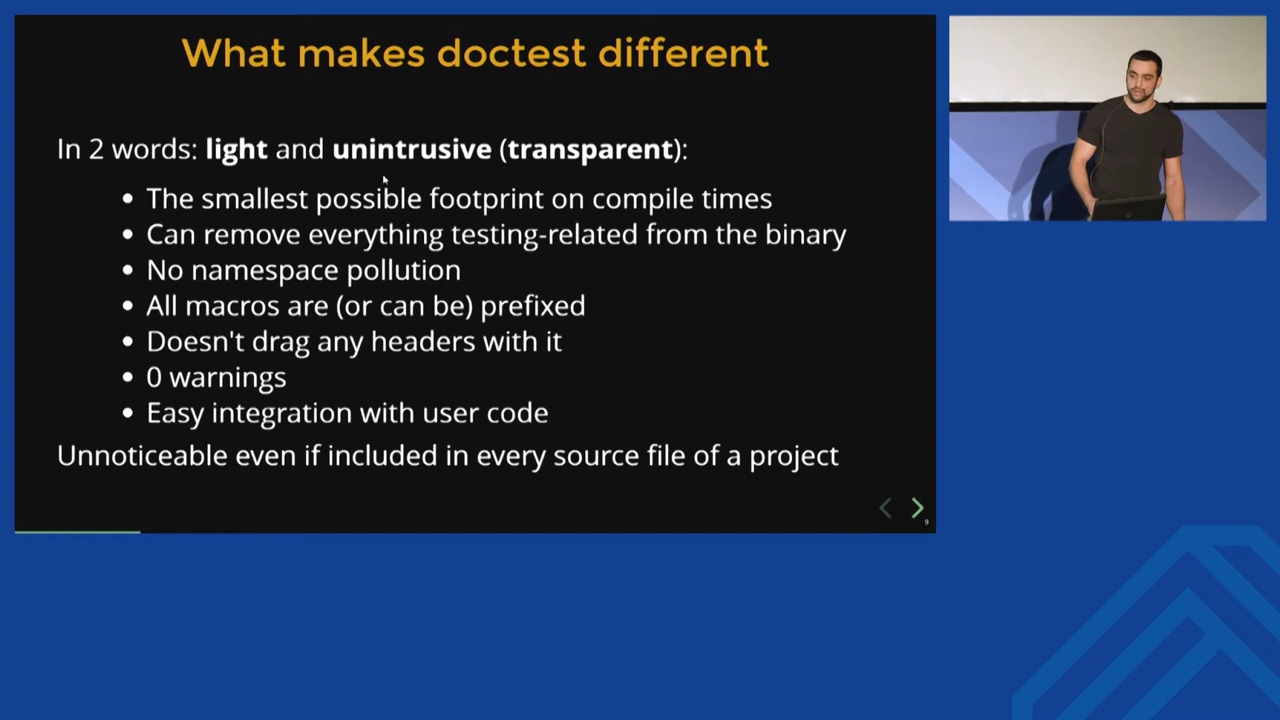 What makes doctest different
In 2 words: light and unintrusive (transparent):
The smallest possible footprint on compile times
Can remove everything testing-related from the binary
No namespace pollution
All macros are (or can be) prefixed
Doesn't drag any headers with it
0 warnings
Easy integration with user code
Unnoticeable even if included in every source file of a project
9